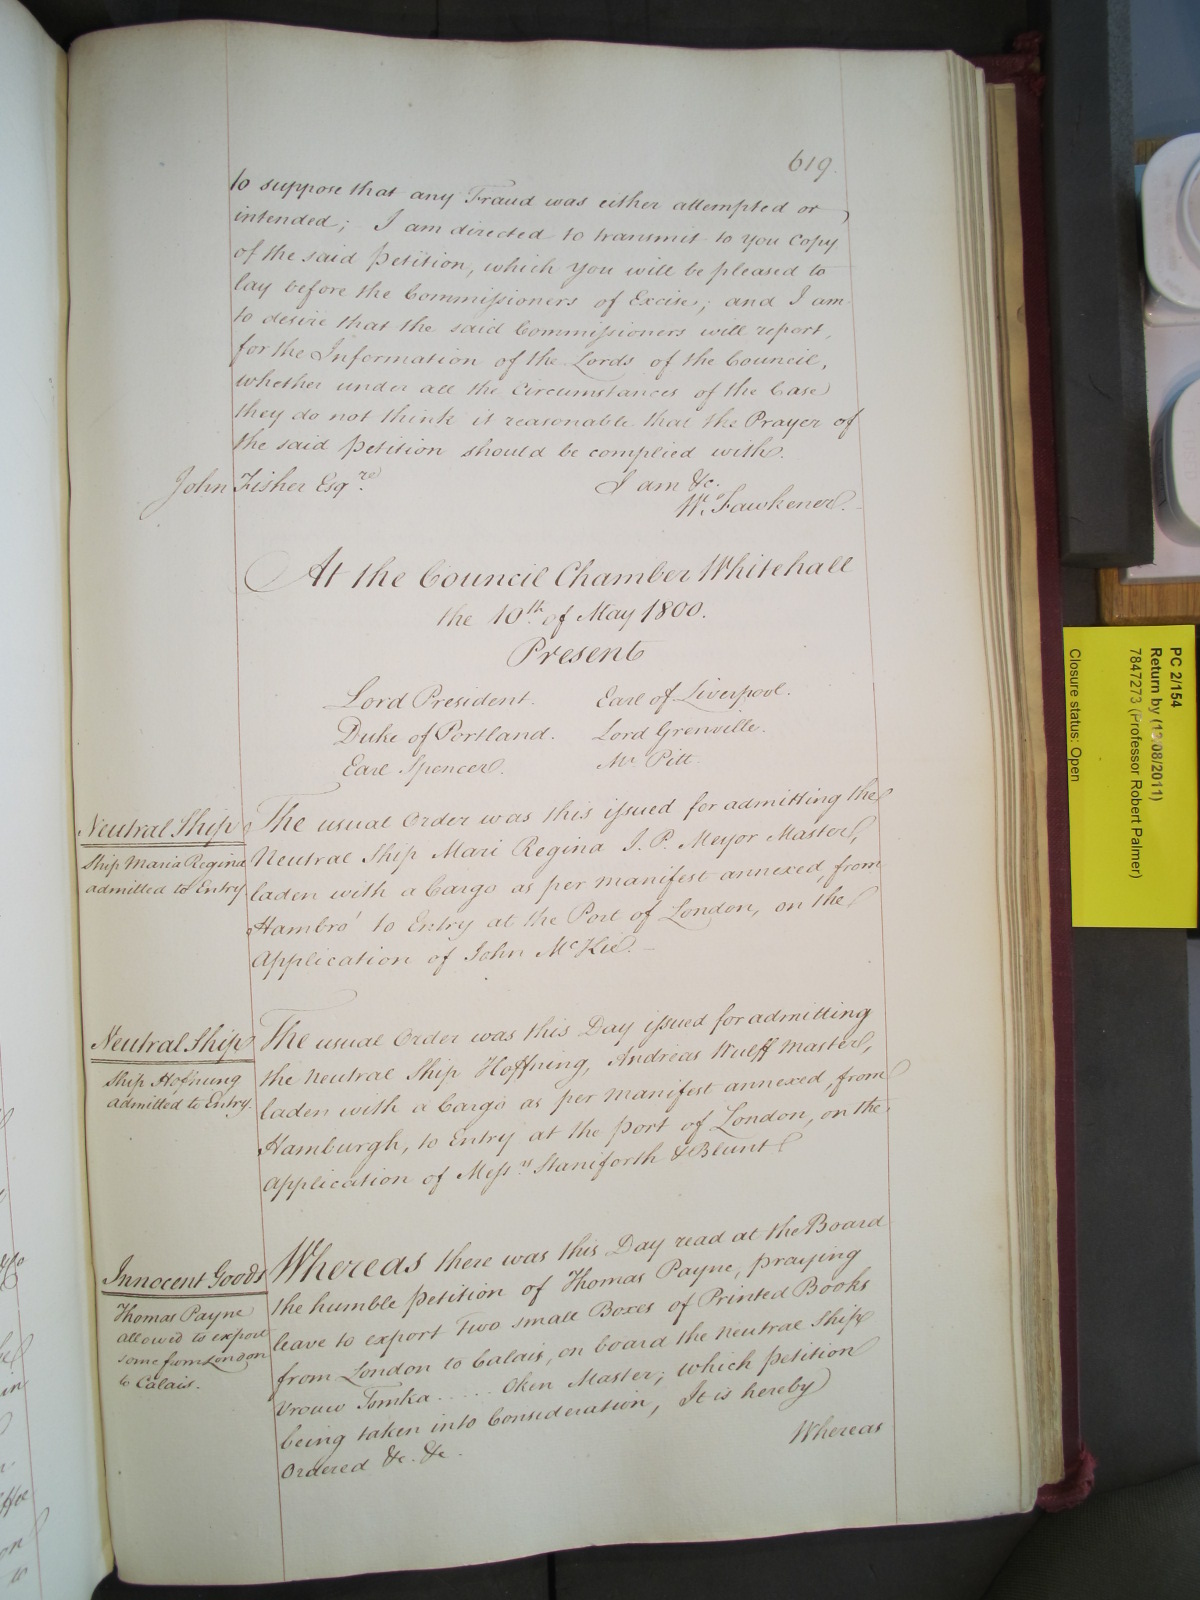 619.
to suppose that any Fraud was either attempted or
intended; I am directed to transmit to you Copy
of the said Petition, which you will be pleased to
lay before the Commissioners of Excise; and I am
to desire that the said Commissioners will report,
for the Information of the Lords of the Council,
whether under all the Circumstances of the Case
they do not think it reasonable that the Prayer of
the said Petition should be complied with.
John Fisher Esqre.
I am &c.
W. Fawkener.
At the Council Chamber Whitehall
the 10th of May 1800.
Present
Lord President. Earl of Liverpool.
Duke of Portland. Lord Grenville.
Earl Spencer. Mr Pitt.
Neutral Ship
Ship Maria Regina
admitted to Entry.
The usual Order was this issued for admitting the
Neutral Ship Mari Regina J. P. Meyor Master,
laden with a Cargo as per manifest annexed, from
Hambro' to Entry at the Port of London, on the
Application of John McKie.
Neutral Ship
Ship Hofnung
admitted to Entry.
The usual Order was this Day issued for admitting
the Neutral Ship Hoffning, Andreas Wulff Master,
laden with a Cargo as per manifest annexed, from
Hamburgh, to Entry at the port of London, on the
application of Messrs Staniforth & Blunt
Innocent Goods
Thomas Payne
allowed to export
some from London
to Calais.
Whereas there was this Day read at the Board
the humble Petition of Thomas Payne, praying
leave to export Two small Boxes of Printed Books
from London to Calais, on board the Neutral Ship
Vrouw Tomka ..... Oken Master; which Petition
being taken into Consideration, It is hereby
Ordered &c. &c.
Whereas
PC 2/154
Return by (13/08/2011)
7847273 (Professor Robert Palmer)
Closure status: Open